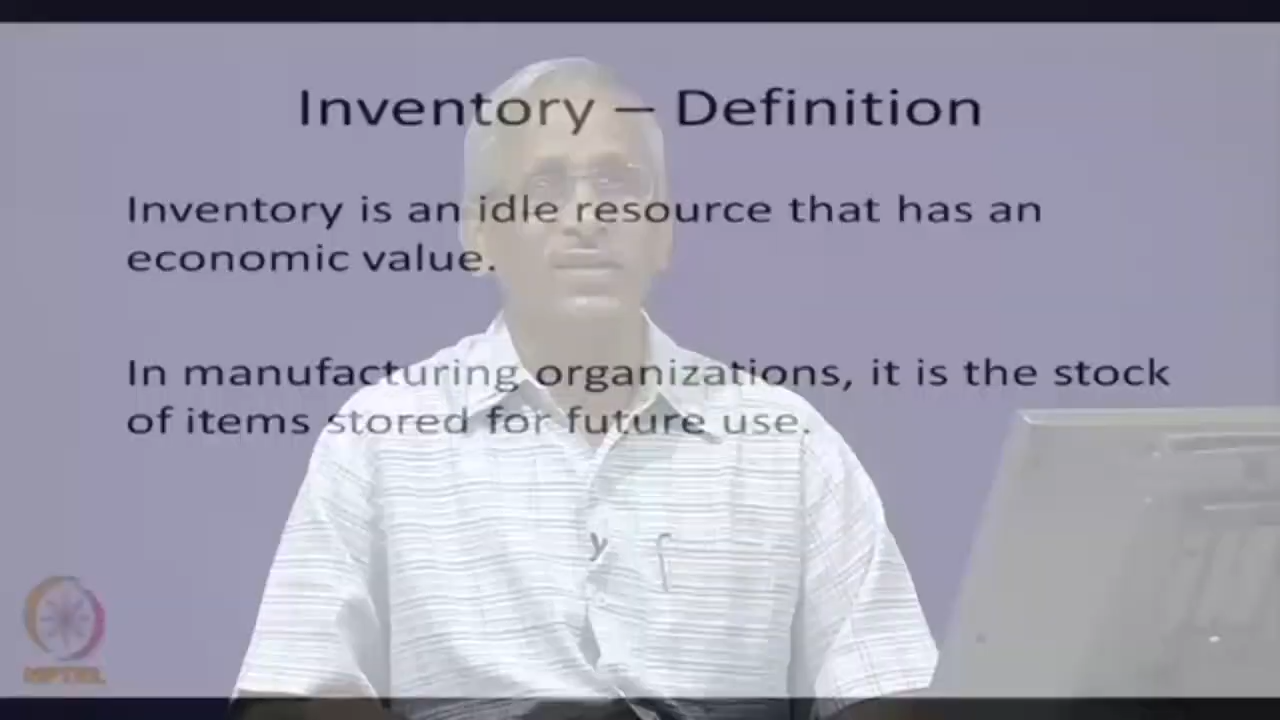 Inventory – Definition
Inventory is an idle resource that has an
economic value.
In manufacturing organizations, it is the stock
of items stored for future use.
NPTEL